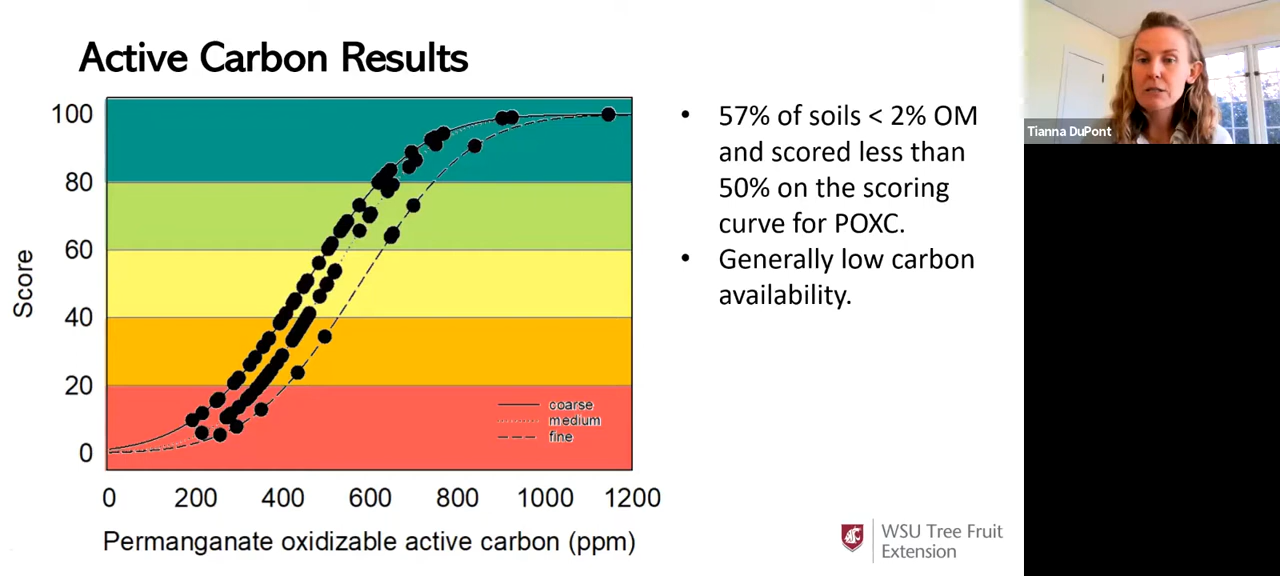 Active Carbon Results
100
80
60
40
20
0
Score
coarse
medium
fine
0 200 400 600 800 1000 1200
Permanganate oxidizable active carbon (ppm)
• 57% of soils < 2% OM
and scored less than
50% on the scoring
curve for POXC.
• Generally low carbon
availability.
WSU Tree Fruit
Extension
Tianna DuPont